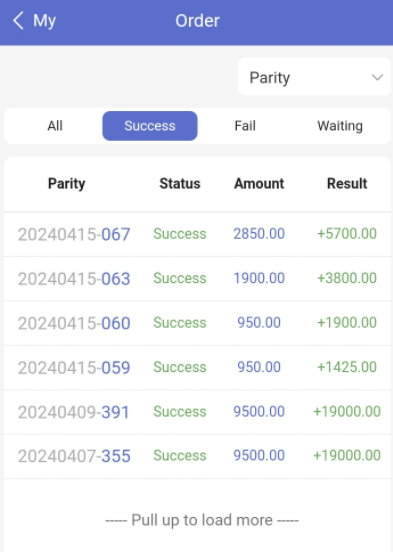 My Order
Parity
All Success Fail Waiting
Parity Status Amount Result
20240415-067 Success 2850.00 +5700.00
20240415-063 Success 1900.00 +3800.00
20240415-060 Success 950.00 +1900.00
20240415-059 Success 950.00 +1425.00
20240409-391 Success 9500.00 +19000.00
20240407-355 Success 9500.00 +19000.00
----- Pull up to load more -----